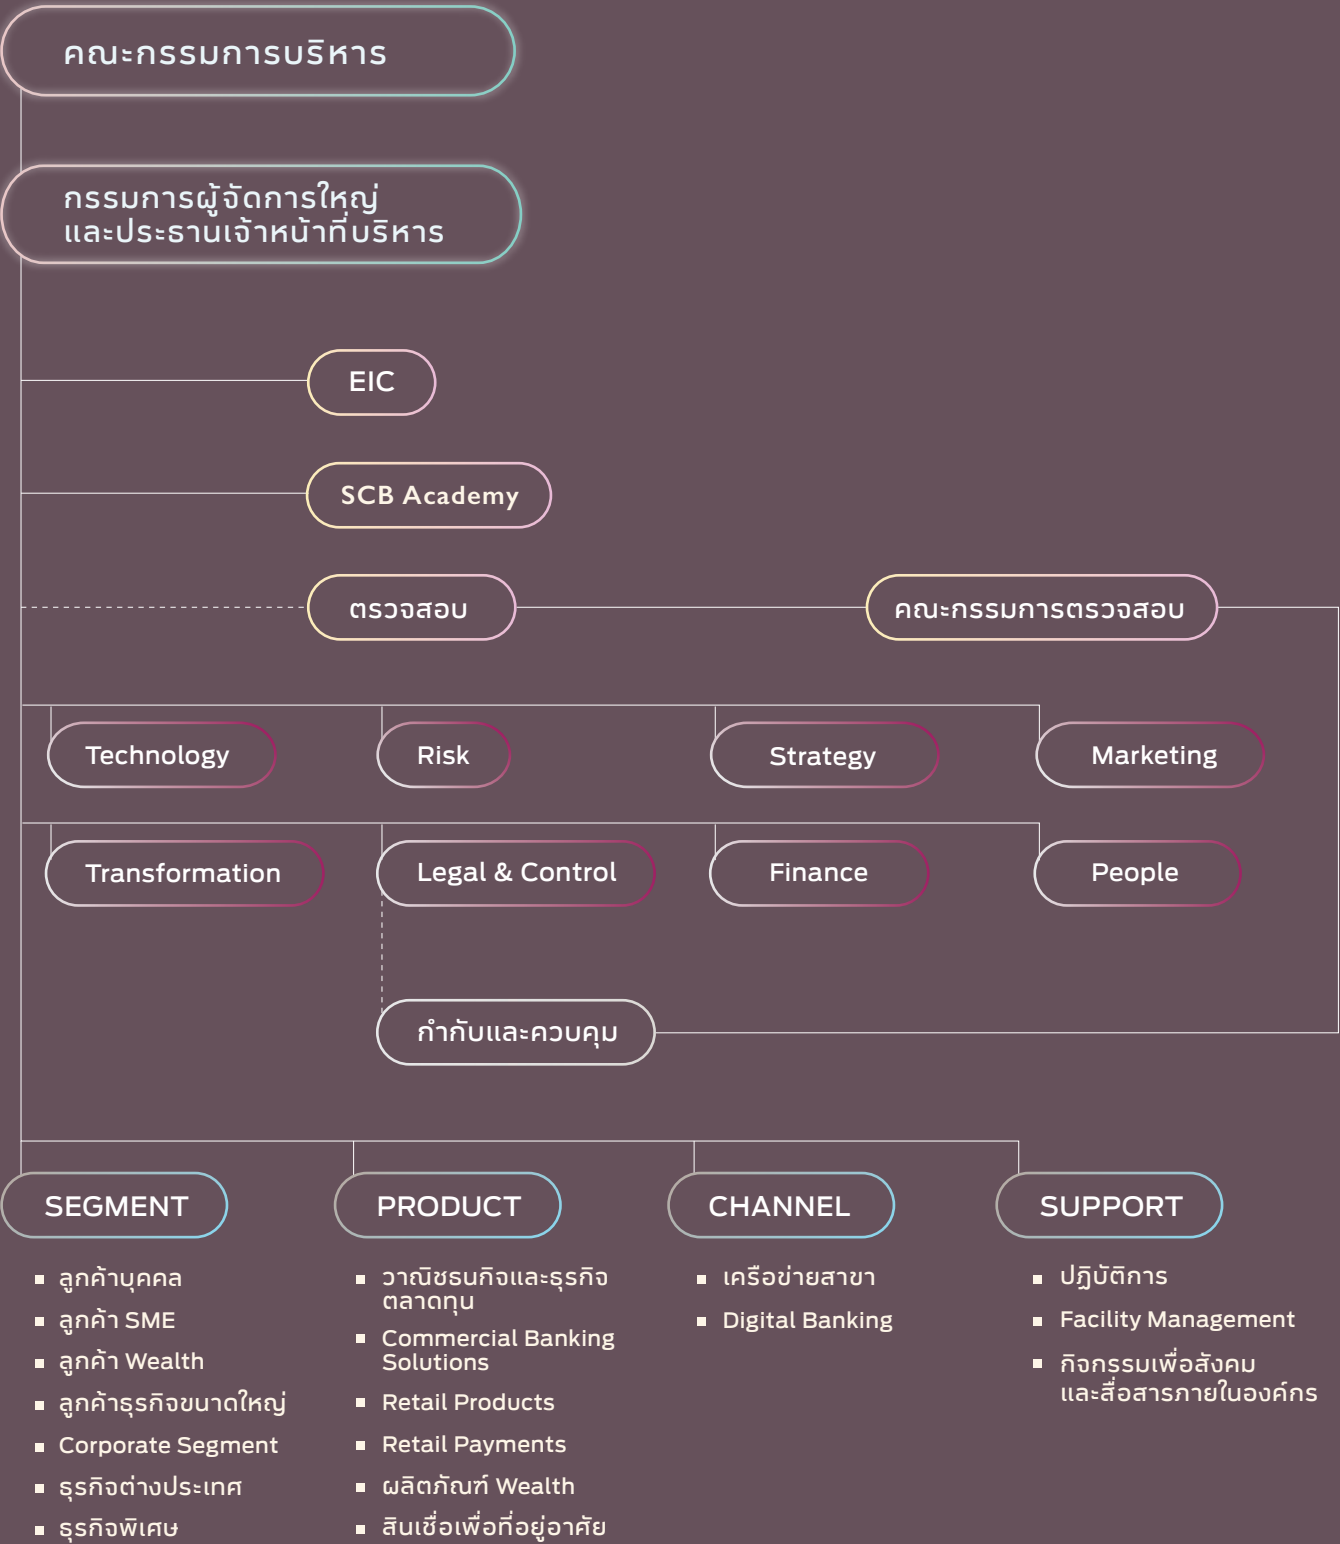 คณะกรรมการบริหาร
กรรมการผู้จัดการใหญ่
และประธานเจ้าหน้าที่บริหาร
EIC
SCB Academy
ตรวจสอบ
คณะกรรมการตรวจสอบ
Technology
Risk
Strategy
Marketing
Transformation
Legal & Control
Finance
People
กำกับและควบคุม
SEGMENT
ลูกค้าบุคคล
ลูกค้า SME
ลูกค้า Wealth
ลูกค้าธุรกิจขนาดใหญ่
Corporate Segment
ธุรกิจต่างประเทศ
ธุรกิจพิเศษ
PRODUCT
วาณิชธนกิจและธุรกิจ
ตลาดทุน
Commercial Banking
Solutions
Retail Products
Retail Payments
ผลิตภัณฑ์ Wealth
สินเชื่อเพื่อที่อยู่อาศัย
CHANNEL
เครือข่ายสาขา
Digital Banking
SUPPORT
ปฏิบัติการ
Facility Management
กิจกรรมเพื่อสังคม
และสื่อสารภายในองค์กร